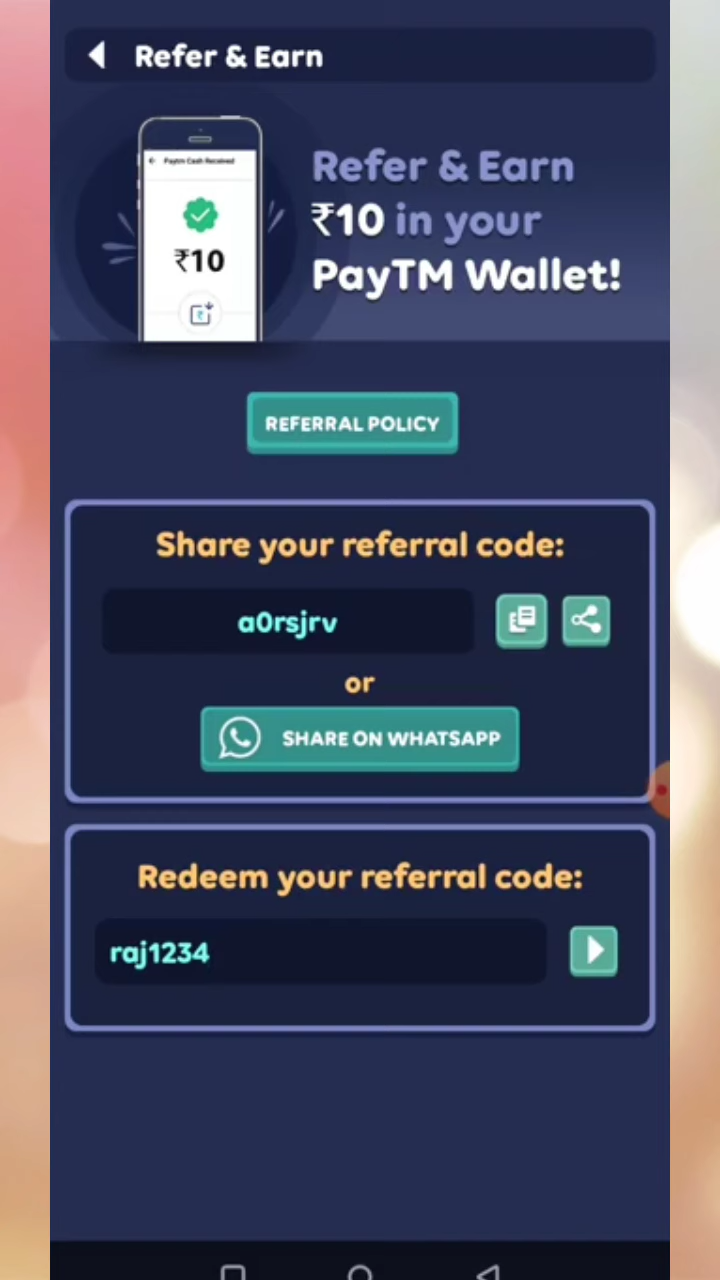 Refer & Earn
Paytm Cash Received
₹10
Refer & Earn
₹10 in your
PayTM Wallet!
REFERRAL POLICY
Share your referral code:
a0rsjrv
or
SHARE ON WHATSAPP
Redeem your referral code:
raj1234